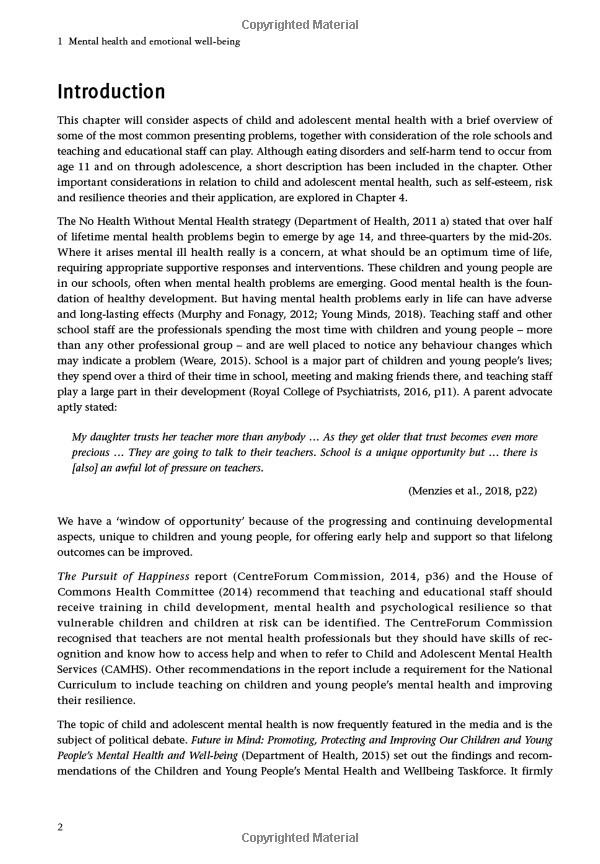 Copyrighted Material
1 Mental health and emotional well-being
Introduction
This chapter will consider aspects of child and adolescent mental health with a brief overview of
some of the most common presenting problems, together with consideration of the role schools and
teaching and educational staff can play. Although eating disorders and self-harm tend to occur from
age 11 and on through adolescence, a short description has been included in the chapter. Other
important considerations in relation to child and adolescent mental health, such as self-esteem, risk
and resilience theories and their application, are explored in Chapter 4.
The No Health Without Mental Health strategy (Department of Health, 2011 a) stated that over half
of lifetime mental health problems begin to emerge by age 14, and three-quarters by the mid-20s.
Where it arises mental ill health really is a concern, at what should be an optimum time of life,
requiring appropriate supportive responses and interventions. These children and young people are
in our schools, often when mental health problems are emerging. Good mental health is the foun-
dation of healthy development. But having mental health problems early in life can have adverse
and long-lasting effects (Murphy and Fonagy, 2012; Young Minds, 2018). Teaching staff and other
school staff are the professionals spending the most time with children and young people – more
than any other professional group – and are well placed to notice any behaviour changes which
may indicate a problem (Weare, 2015). School is a major part of children and young people's lives;
they spend over a third of their time in school, meeting and making friends there, and teaching staff
play a large part in their development (Royal College of Psychiatrists, 2016, p11). A parent advocate
aptly stated:
My daughter trusts her teacher more than anybody … As they get older that trust becomes even more
precious … They are going to talk to their teachers. School is a unique opportunity but … there is
[also] an awful lot of pressure on teachers.
(Menzies et al., 2018, p22)
We have a 'window of opportunity' because of the progressing and continuing developmental
aspects, unique to children and young people, for offering early help and support so that lifelong
outcomes can be improved.
The Pursuit of Happiness report (CentreForum Commission, 2014, p36) and the House of
Commons Health Committee (2014) recommend that teaching and educational staff should
receive training in child development, mental health and psychological resilience so that
vulnerable children and children at risk can be identified. The CentreForum Commission
recognised that teachers are not mental health professionals but they should have skills of rec-
ognition and know how to access help and when to refer to Child and Adolescent Mental Health
Services (CAMHS). Other recommendations in the report include a requirement for the National
Curriculum to include teaching on children and young people's mental health and improving
their resilience.
The topic of child and adolescent mental health is now frequently featured in the media and is the
subject of political debate. Future in Mind: Promoting, Protecting and Improving Our Children and Young
People's Mental Health and Well-being (Department of Health, 2015) set out the findings and recom-
mendations of the Children and Young People's Mental Health and Wellbeing Taskforce. It firmly
2
Copyrighted Material